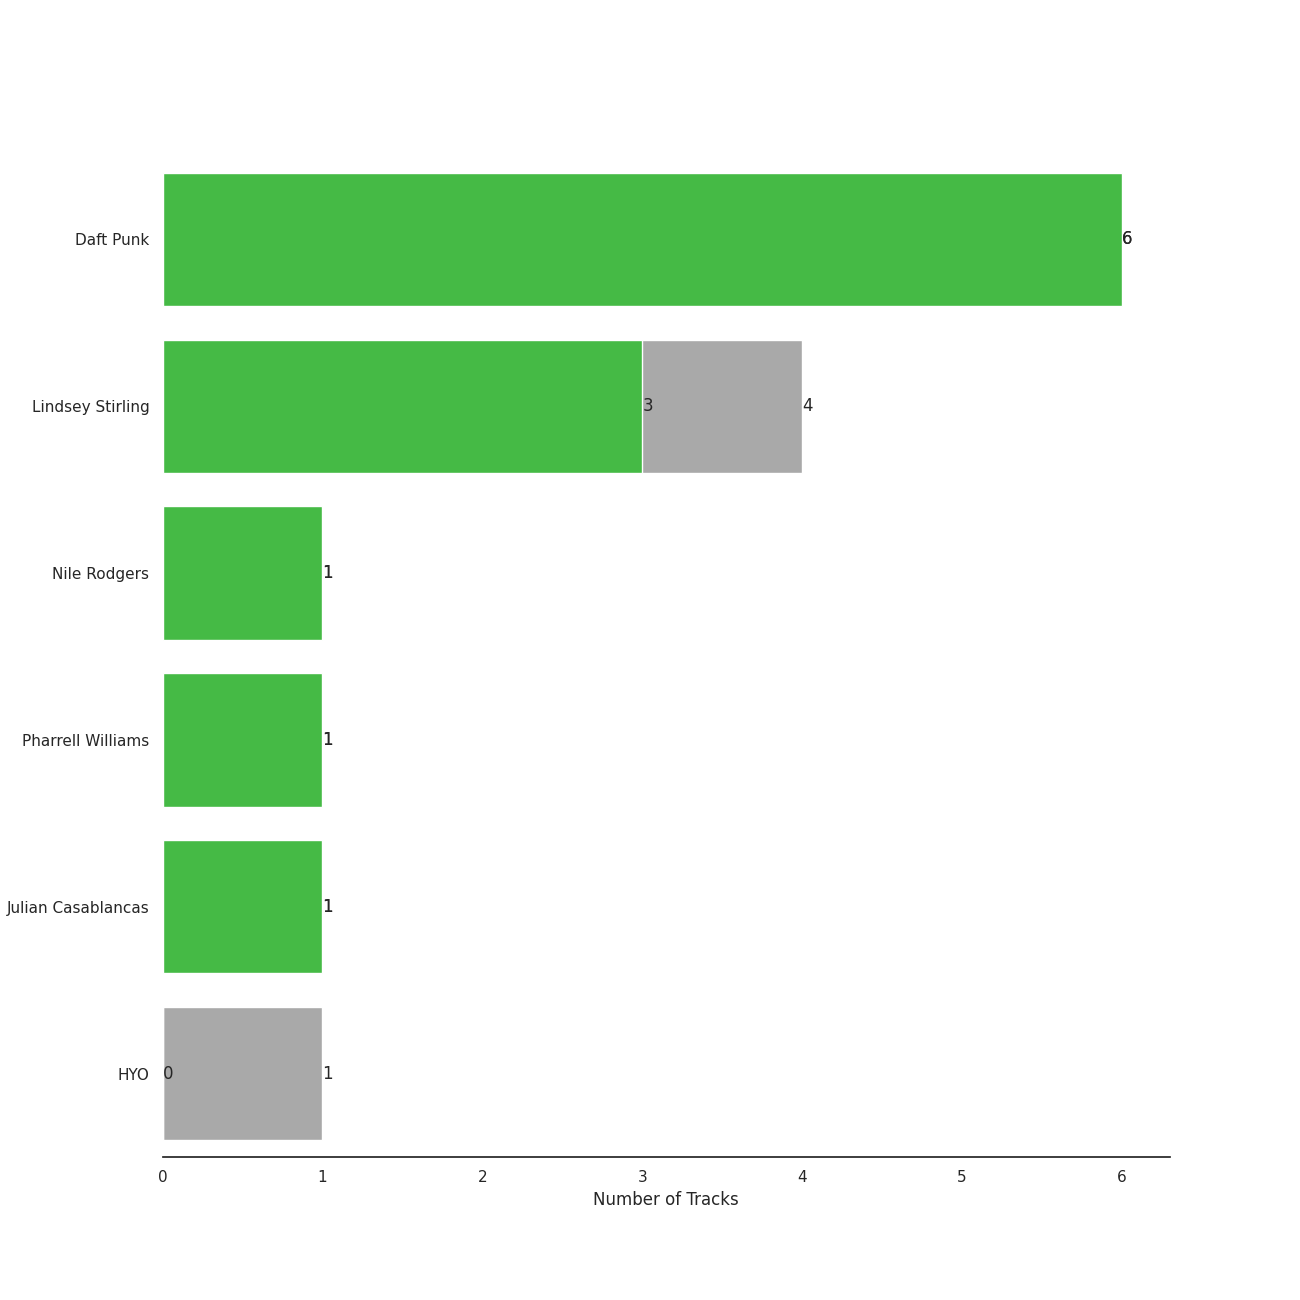 Daft Punk 6
Lindsey Stirling 3 4
Nile Rodgers 1
Pharrell Williams 1
Julian Casablancas 1
HYO 0 1
0 1 2 3 4 5 6
Number of Tracks